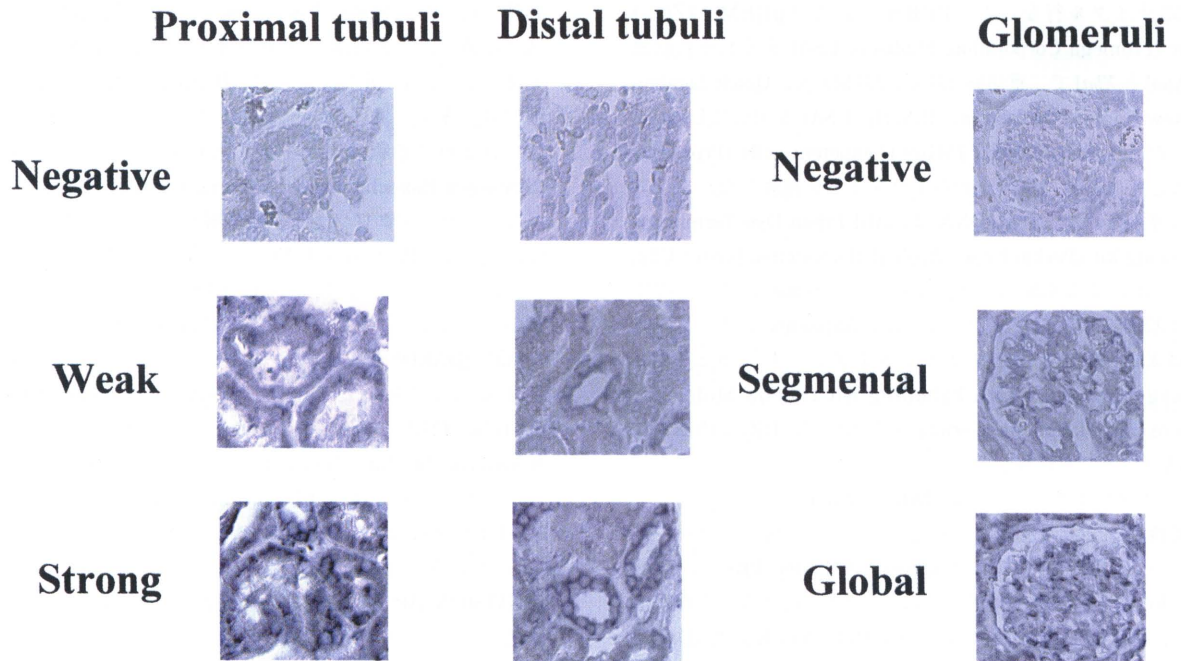 Proximal tubuli Distal tubuli Glomeruli
Negative Negative
Weak Segmental
Strong Global